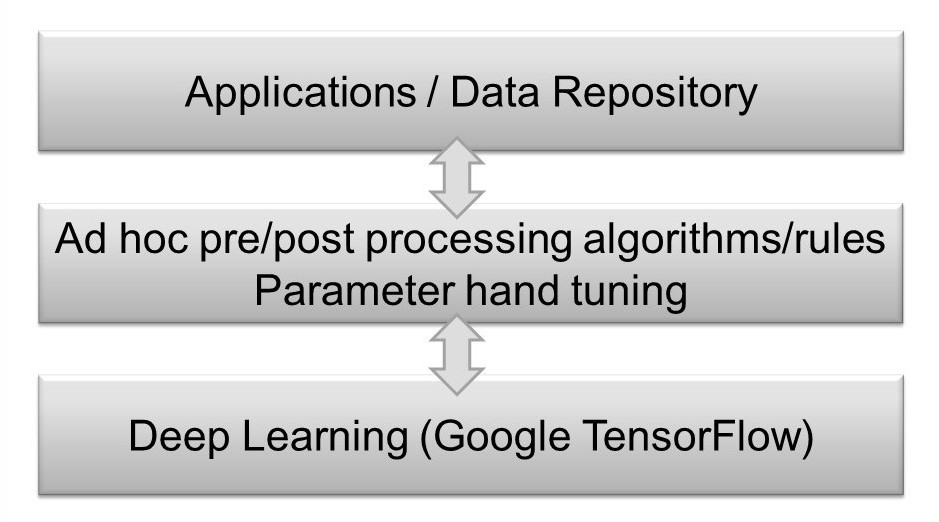 Applications / Data Repository
Ad hoc pre/post processing algorithms/rules
Parameter hand tuning
Deep Learning (Google TensorFlow)